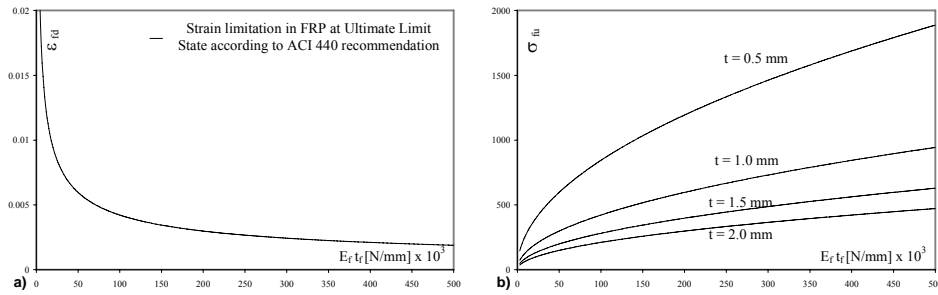 0.02
0.015
0.01
0.005
0
ε fd
Strain limitation in FRP at Ultimate Limit
State according to ACI 440 recommendation
E f t f [N/mm] x 10³
0 50 100 150 200 250 300 350 400 450 500
a)
2000
1500
1000
500
0
σ fu
t = 0.5 mm
t = 1.0 mm
t = 1.5 mm
t = 2.0 mm
E f t f [N/mm] x 10³
0 50 100 150 200 250 300 350 400 450 500
b)